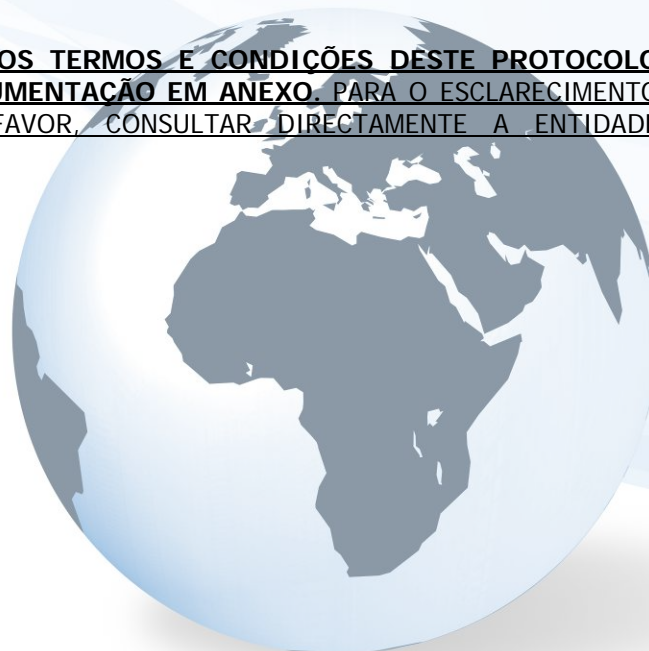 OS TERMOS E CONDIÇÕES DESTE PROTOCOLO
UMENTAÇÃO EM ANEXO. PARA O ESCLARECIMENTO
FAVOR, CONSULTAR DIRECTAMENTE A ENTIDADE